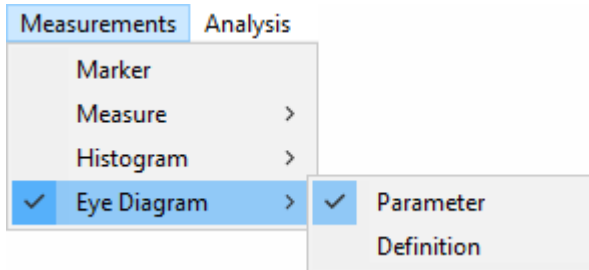 Measurements Analysis
Marker
Measure
Histogram
Eye Diagram
Parameter
Definition